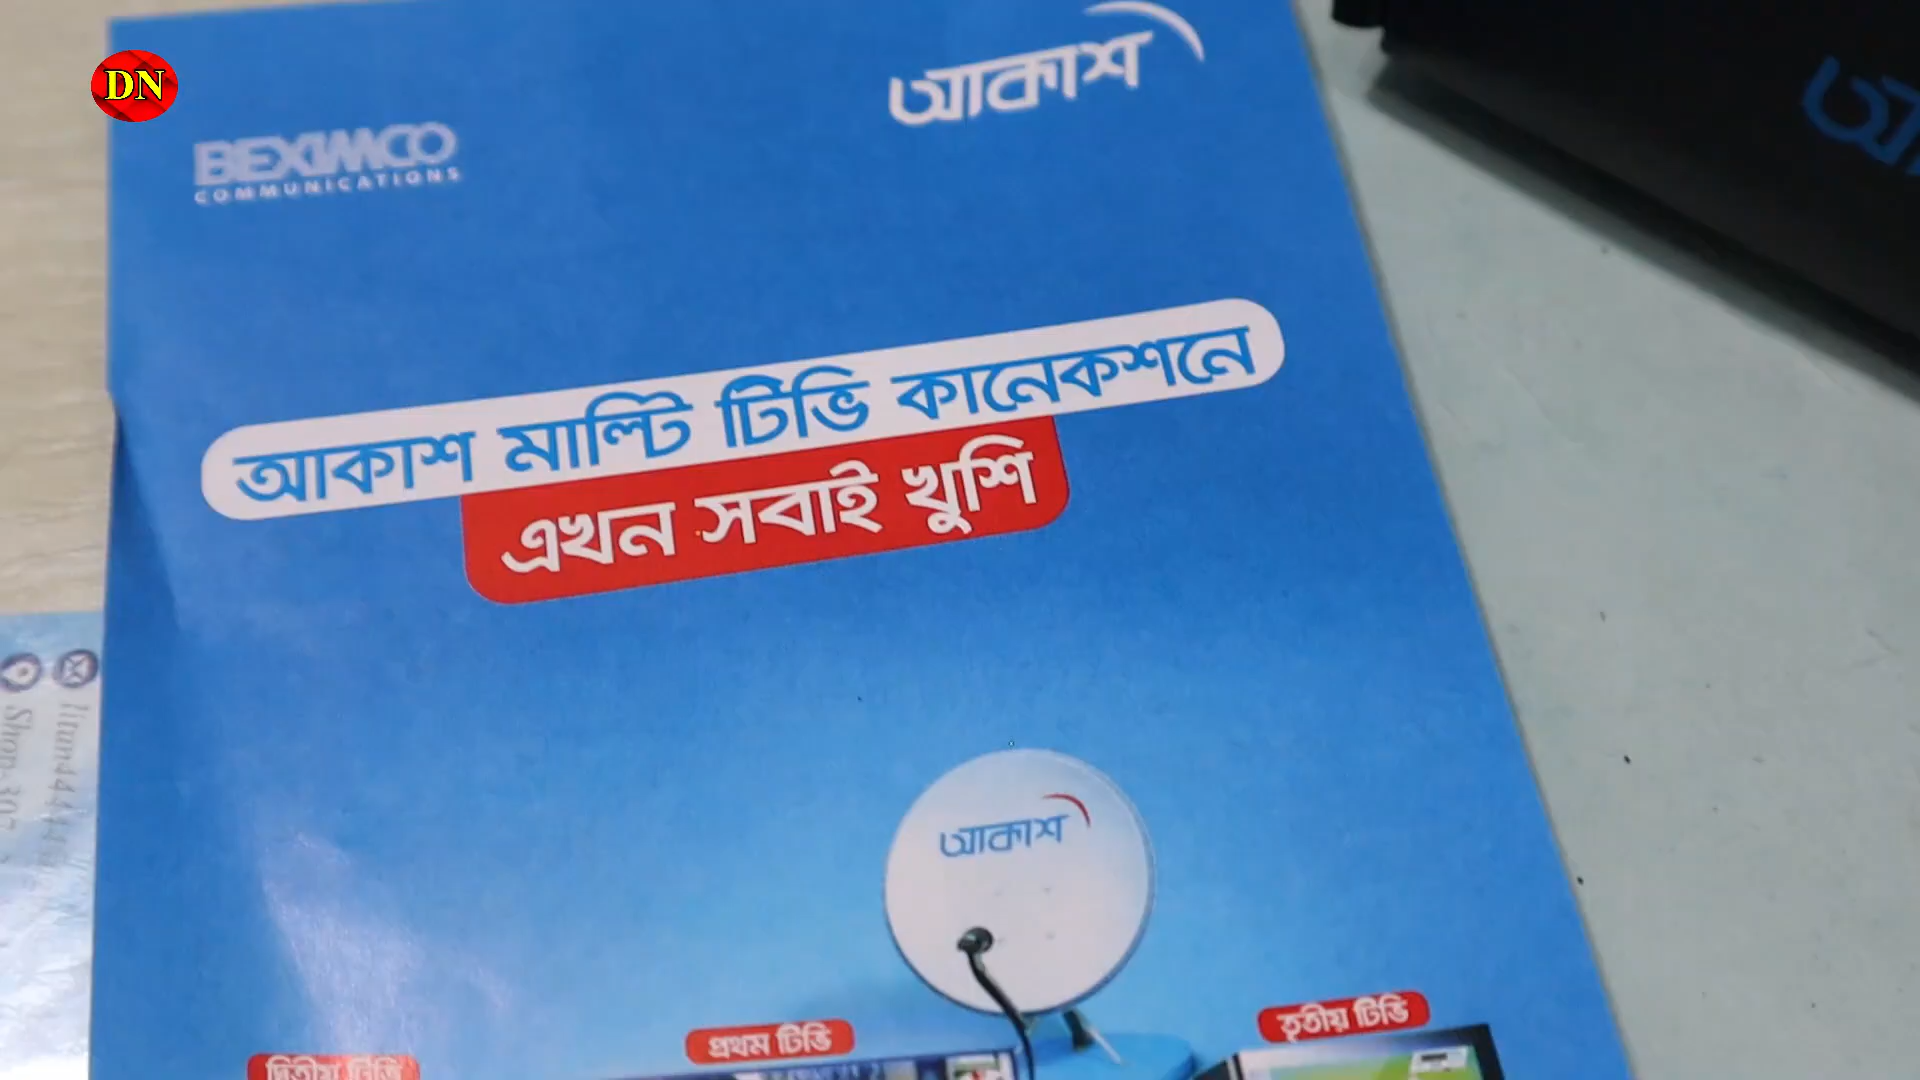 DN
BEXIMCO
COMMUNICATIONS
আকাশ
আকাশ মাল্টি টিভি কানেকশনে
এখন সবাই খুশি
আকাশ
দ্বিতীয় টিভি
প্রথম টিভি
তৃতীয় টিভি